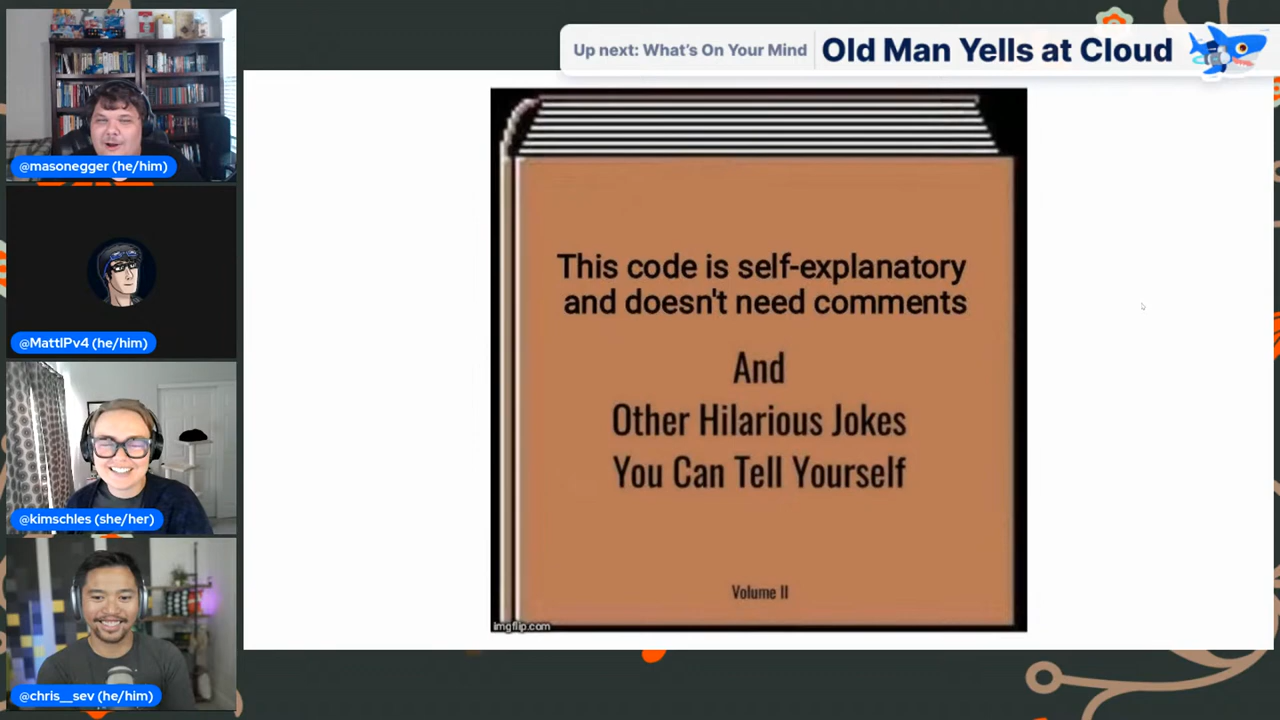 Up next: What's On Your Mind
Old Man Yells at Cloud
@masonegger (he/him)
@MattIPv4 (he/him)
@kimschles (she/her)
@chris__sev (he/him)
This code is self-explanatory
and doesn't need comments
And
Other Hilarious Jokes
You Can Tell Yourself
Volume II
imgflip.com